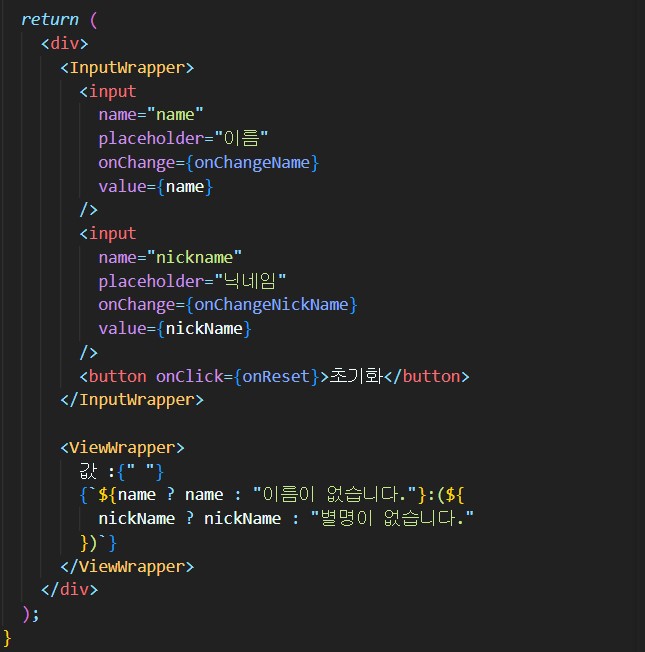 return (
<div>
<InputWrapper>
<input
name="name"
placeholder="이름"
onChange={onChangeName}
value={name}
/>
<input
name="nickname"
placeholder="닉네임"
onChange={onChangeNickName}
value={nickName}
/>
<button onClick={onReset}>초기화</button>
</InputWrapper>
<ViewWrapper>
값 :{" "}
{`${name ? name : "이름이 없습니다."}:(${
nickName ? nickName : "별명이 없습니다."
})`}
</ViewWrapper>
</div>
);
}